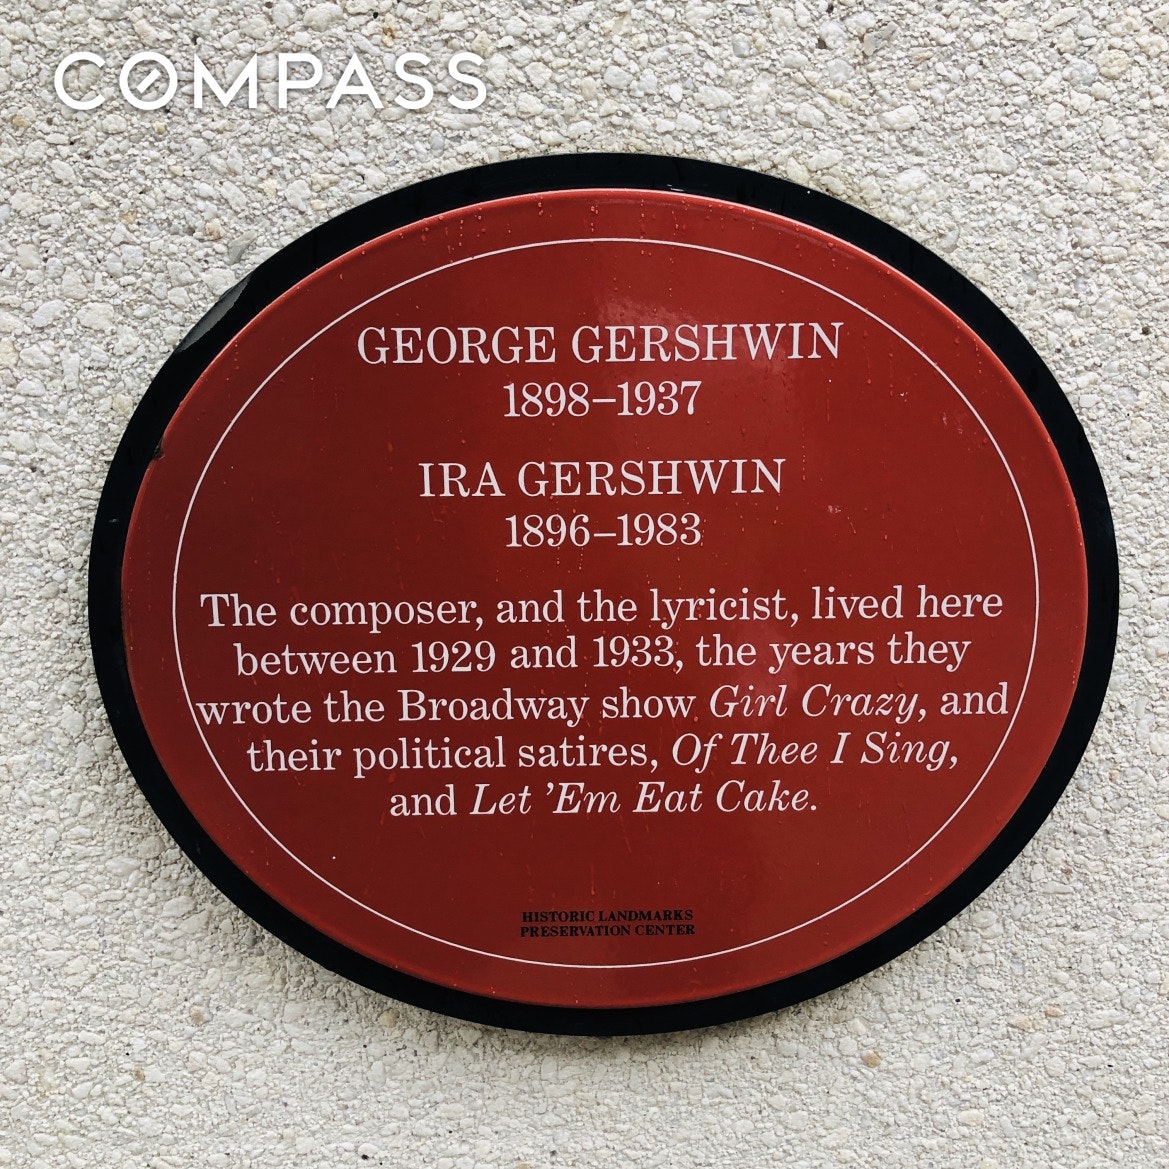 COMPASS
GEORGE GERSHWIN
1898–1937
IRA GERSHWIN
1896–1983
The composer, and the lyricist, lived here
between 1929 and 1933, the years they
wrote the Broadway show Girl Crazy, and
their political satires, Of Thee I Sing,
and Let ’Em Eat Cake.
HISTORIC LANDMARKS
PRESERVATION CENTER